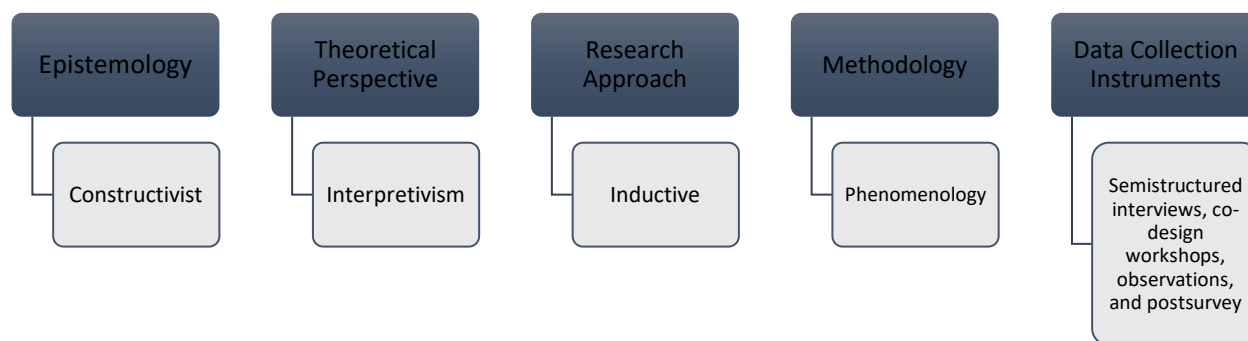 Epistemology
Constructivist
Theoretical
Perspective
Interpretivism
Research
Approach
Inductive
Methodology
Phenomenology
Data Collection
Instruments
Semistructured
interviews, co-
design
workshops,
observations,
and postsurvey